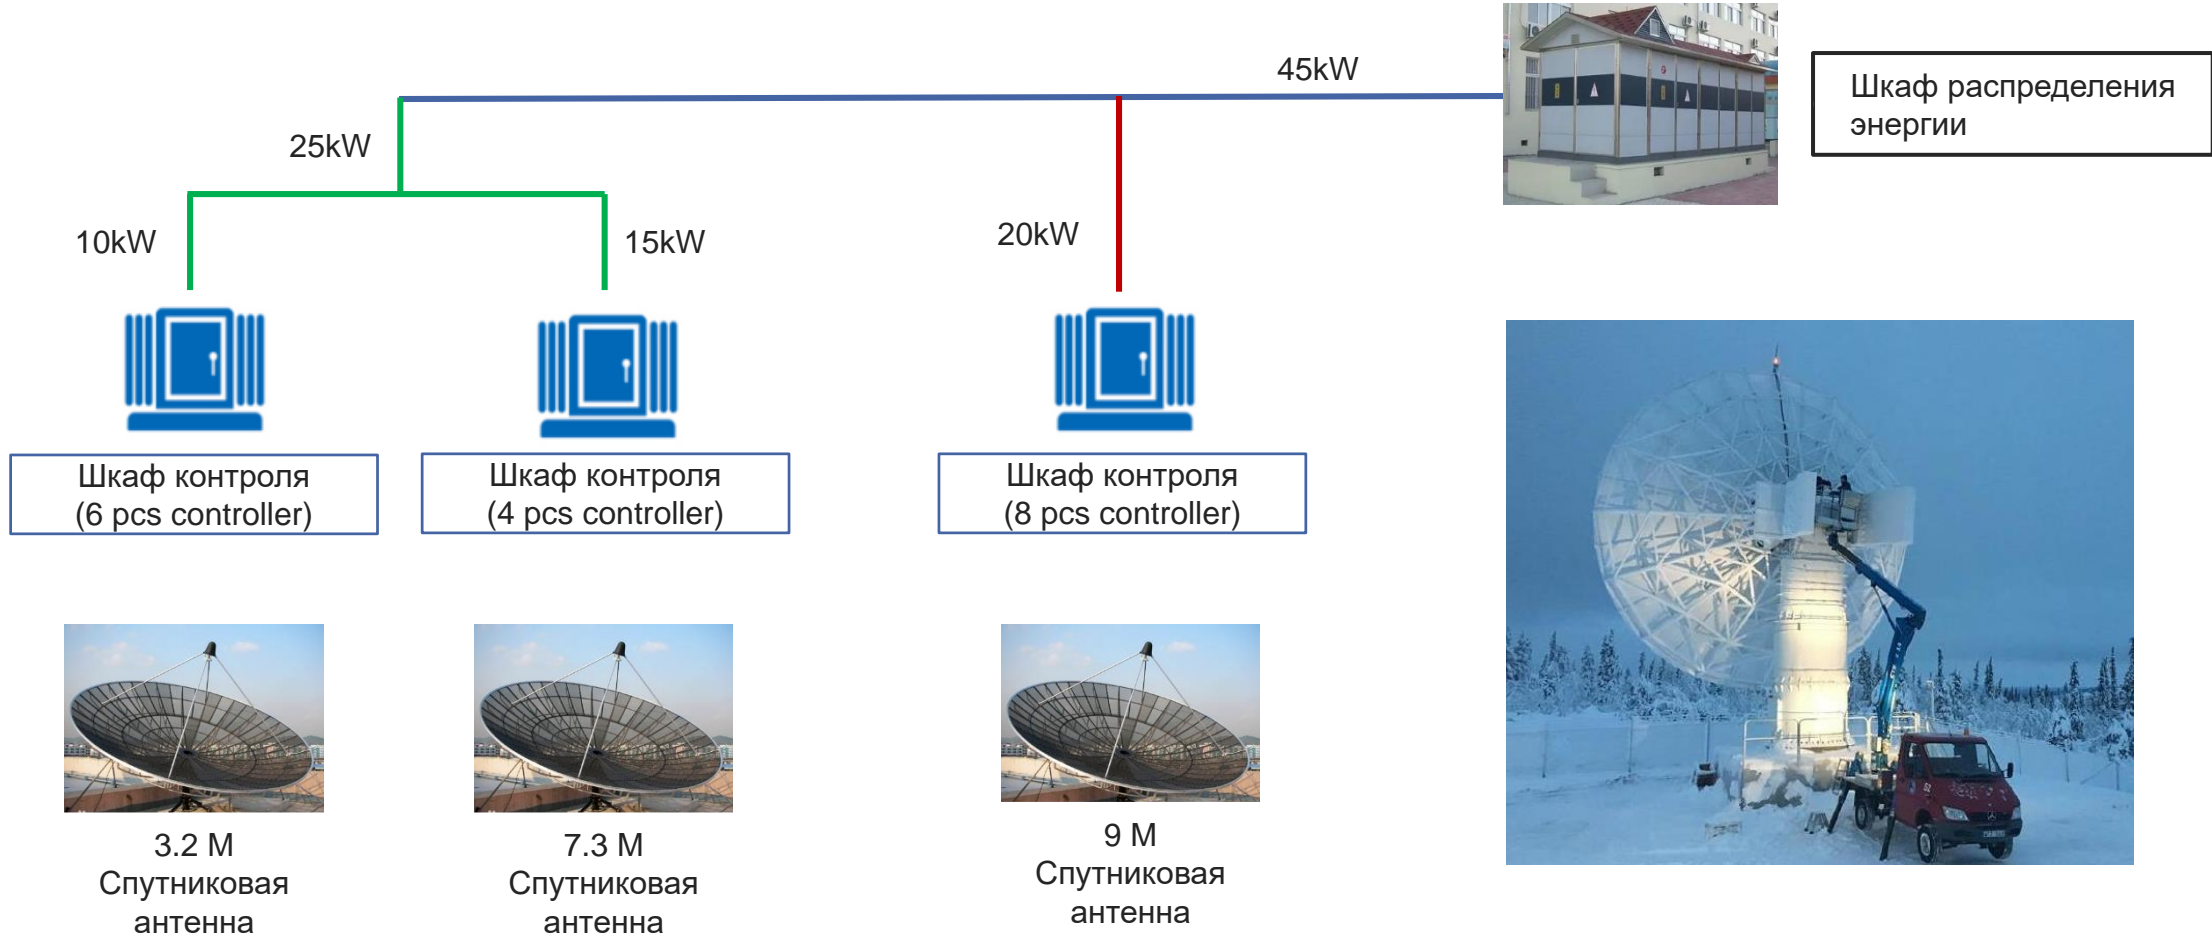 45kW
Шкаф распределения
энергии
25kW
10kW
15kW
20kW
Шкаф контроля
(6 pcs controller)
Шкаф контроля
(4 pcs controller)
Шкаф контроля
(8 pcs controller)
3.2 М
Спутниковая
антенна
7.3 М
Спутниковая
антенна
9 М
Спутниковая
антенна